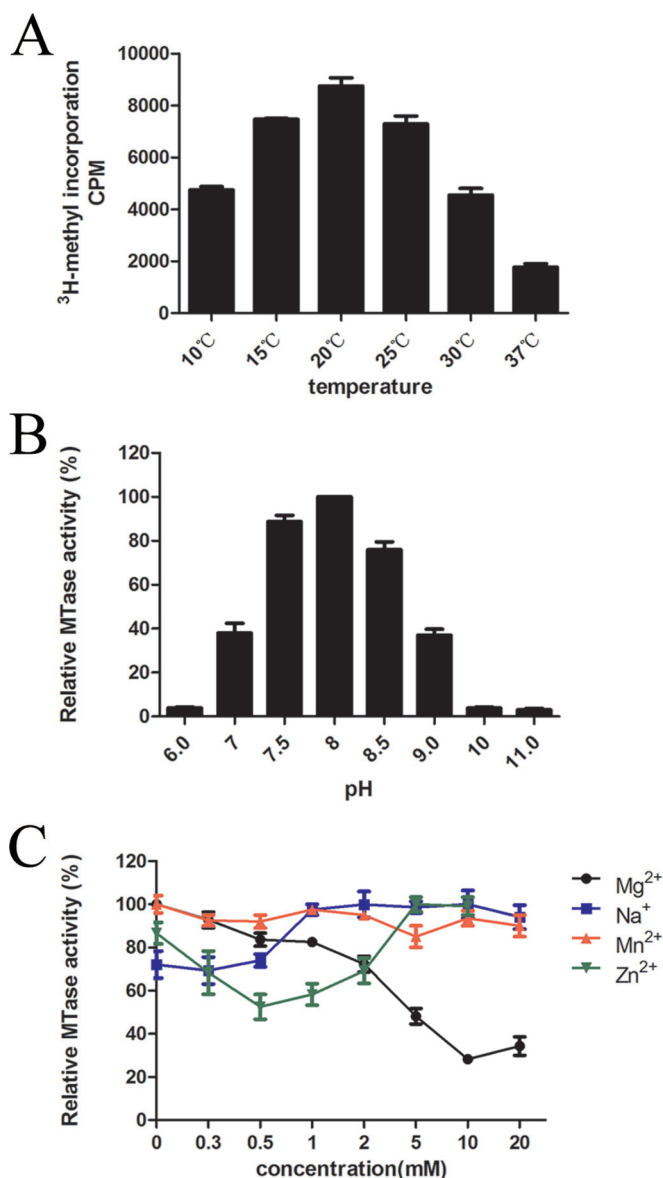 A
³H-methyl incorporation
CPM
10000
8000
6000
4000
2000
0
10℃ 15℃ 20℃ 25℃ 30℃ 37℃
temperature
B
Relative MTase activity (%)
120
100
80
60
40
20
0
6.0 7 7.5 8 8.5 9.0 10 11.0
pH
C
Relative MTase activity (%)
120
100
80
60
40
20
0
0 0.3 0.5 1 2 5 10 20
concentration(mM)
Mg²⁺
Na⁺
Mn²⁺
Zn²⁺